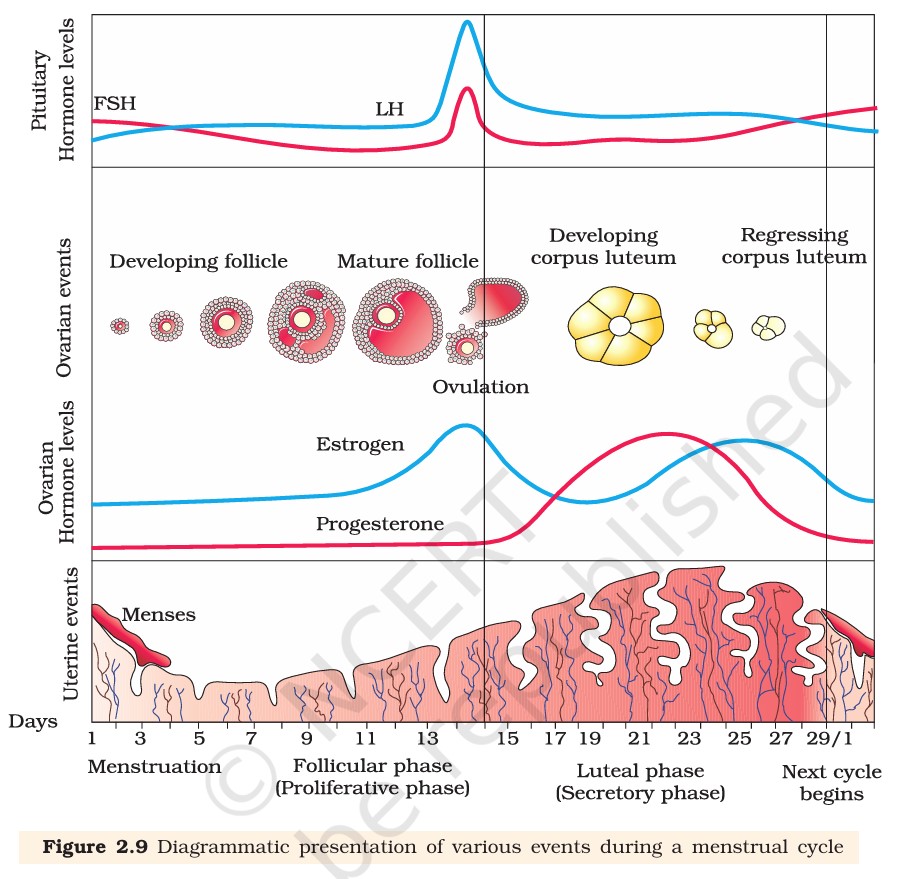 Pituitary
Hormone levels
FSH
LH
Ovarian events
Developing follicle
Mature follicle
Developing
corpus luteum
Regressing
corpus luteum
Ovulation
Ovarian
Hormone levels
Estrogen
Progesterone
Uterine events
Menses
Days
1 3 5 7 9 11 13 15 17 19 21 23 25 27 29/1
Menstruation
Follicular phase
(Proliferative phase)
Luteal phase
(Secretory phase)
Next cycle
begins
© NCERT
be republished
Figure 2.9 Diagrammatic presentation of various events during a menstrual cycle